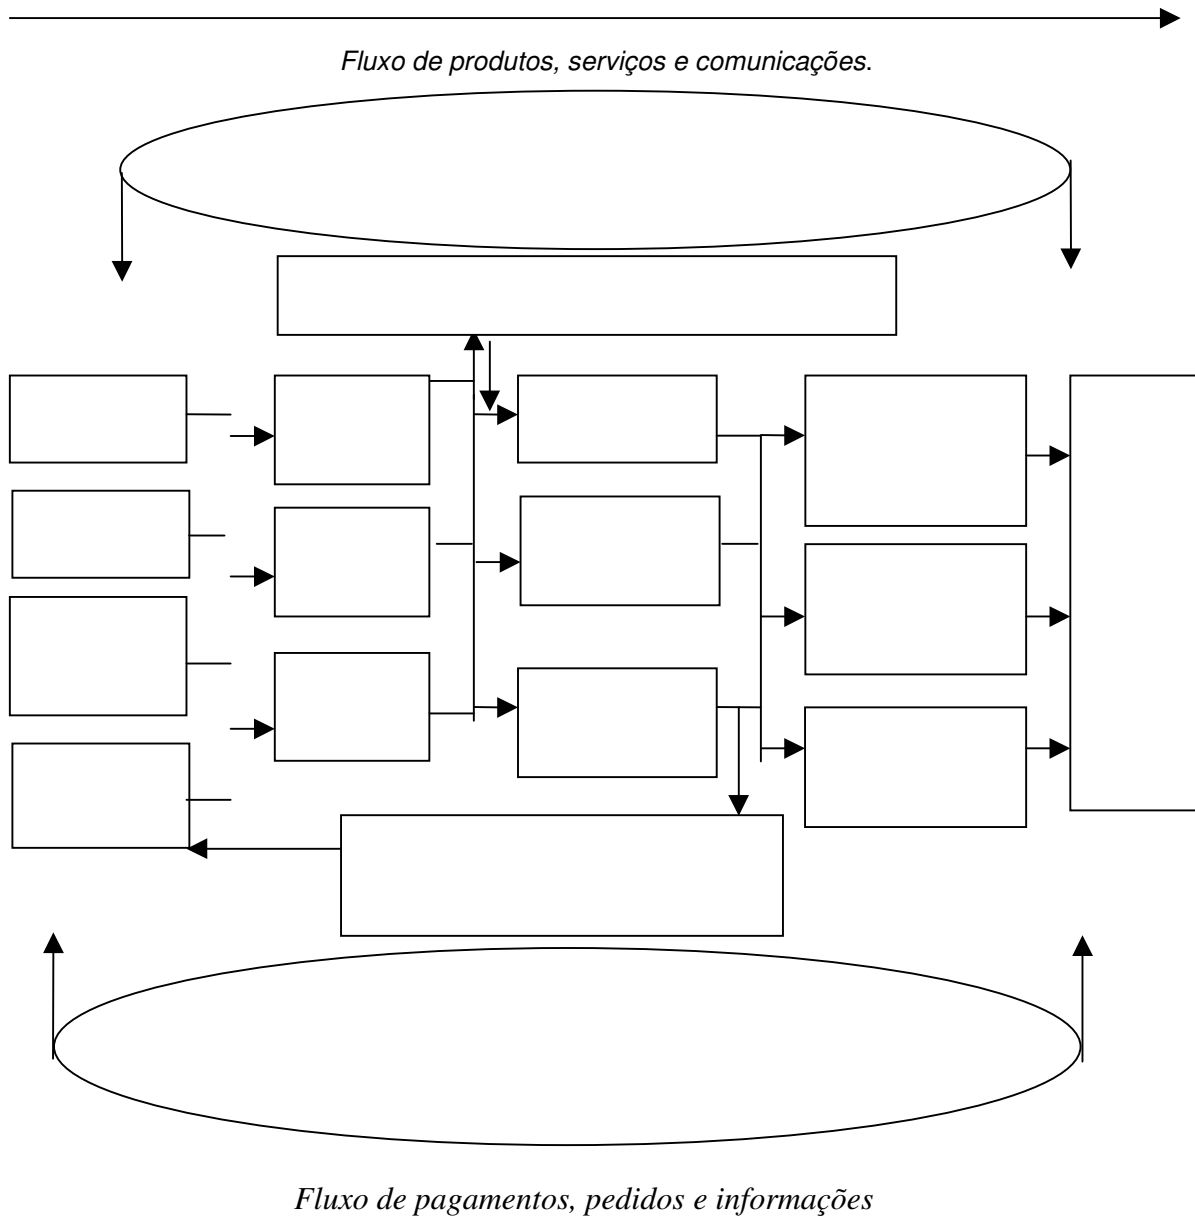 Fluxo de produtos, serviços e comunicações.
Fluxo de pagamentos, pedidos e informações